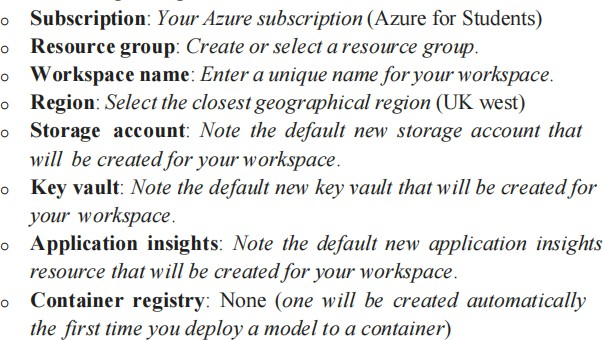 ○ Subscription: Your Azure subscription (Azure for Students)
○ Resource group: Create or select a resource group.
○ Workspace name: Enter a unique name for your workspace.
○ Region: Select the closest geographical region (UK west)
○ Storage account: Note the default new storage account that
will be created for your workspace.
○ Key vault: Note the default new key vault that will be created for
your workspace.
○ Application insights: Note the default new application insights
resource that will be created for your workspace.
○ Container registry: None (one will be created automatically
the first time you deploy a model to a container)